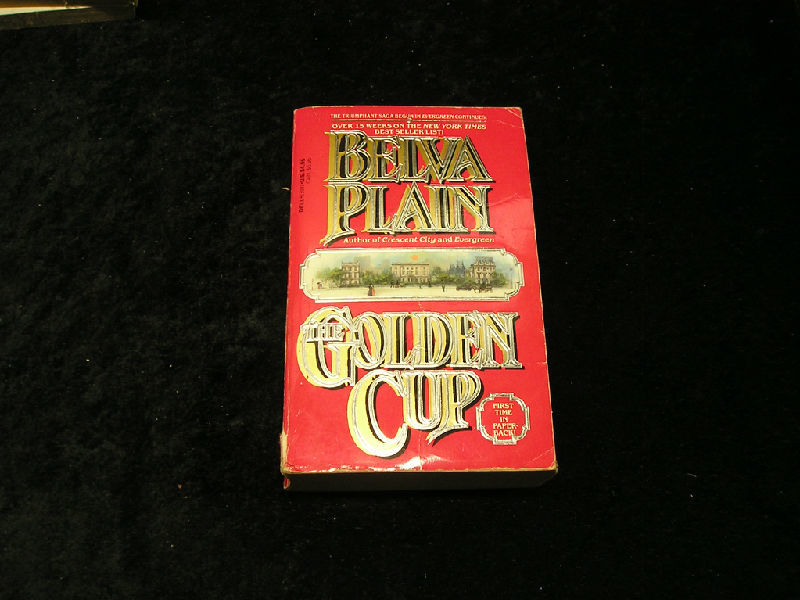 THE TRIUMPHANT SAGA BEGUN IN EVERGREEN CONTINUES.
OVER 15 WEEKS ON THE NEW YORK TIMES
BEST SELLER LIST!
BELVA
PLAIN
Author of Crescent City and Evergreen
THE
GOLDEN
CUP
FIRST
TIME
IN
PAPER-
BACK!